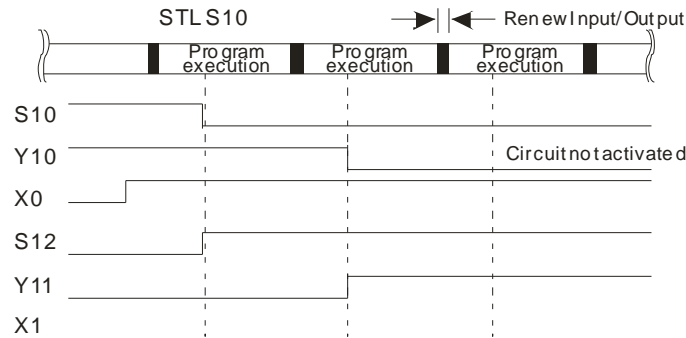 STL S10
Renew Input/Output
Program execution
Program execution
Program execution
S10
Y10
Circuit not activated
X0
S12
Y11
X1